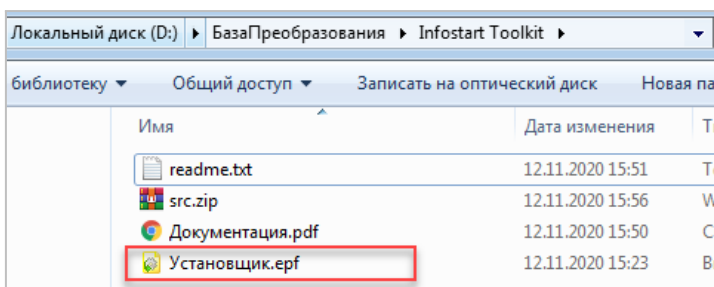 Локальный диск (D:) БазаПреобразования Infostart Toolkit
библиотеку Общий доступ Записать на оптический диск Новая па
Имя Дата изменения Т
readme.txt 12.11.2020 15:51 Т
src.zip 12.11.2020 15:56 W
Документация.pdf 12.11.2020 15:50 C
Установщик.epf 12.11.2020 15:23 В